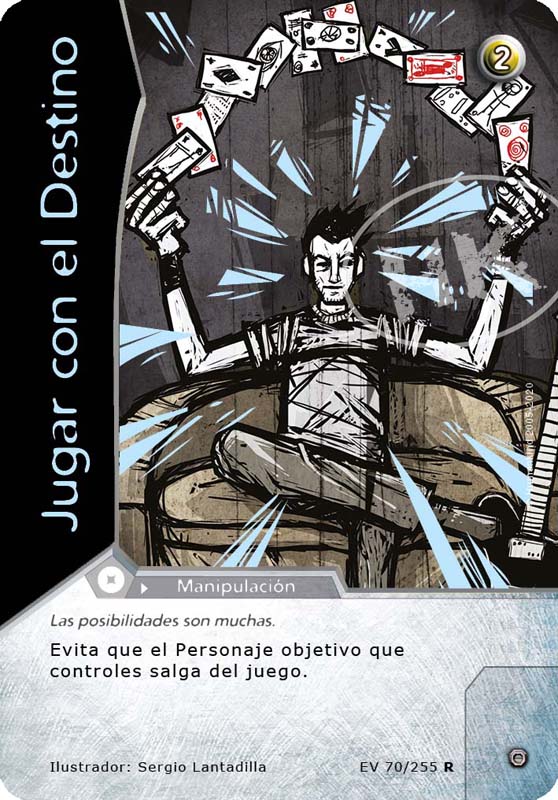 2
Jugar con el Destino
Manipulación
Las posibilidades son muchas.
Evita que el Personaje objetivo que
controles salga del juego.
Ilustrador: Sergio Lantadilla
EV 70/255 R